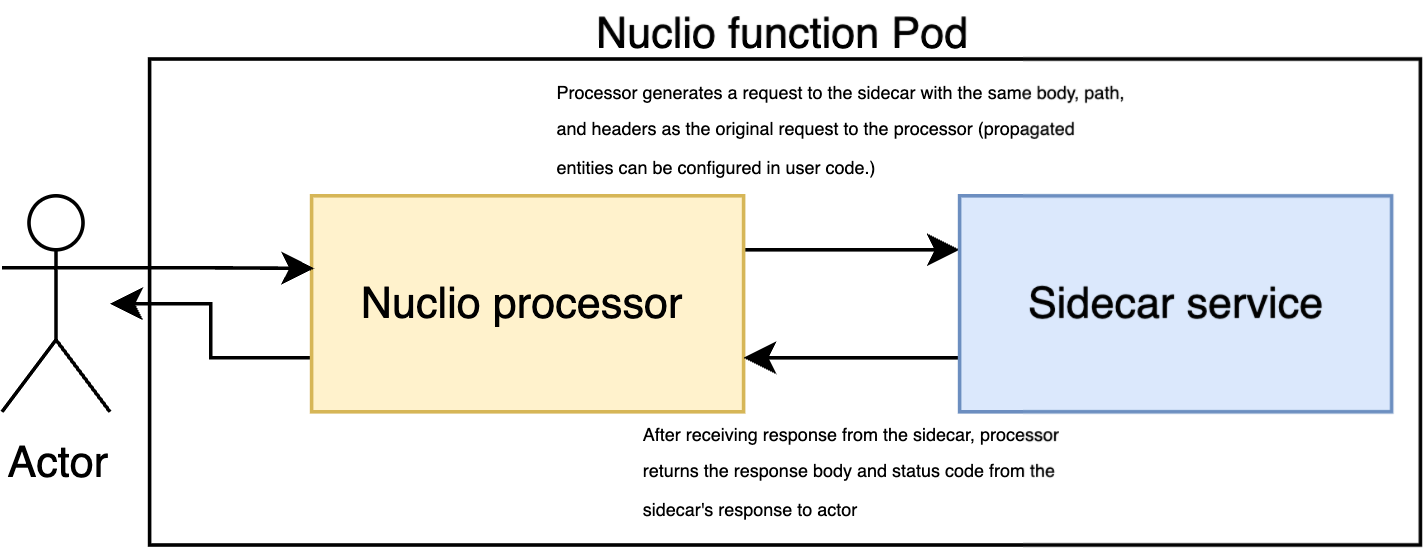 Nuclio function Pod
Processor generates a request to the sidecar with the same body, path,
and headers as the original request to the processor (propagated
entities can be configured in user code.)
Nuclio processor
Sidecar service
Actor
After receiving response from the sidecar, processor
returns the response body and status code from the
sidecar's response to actor